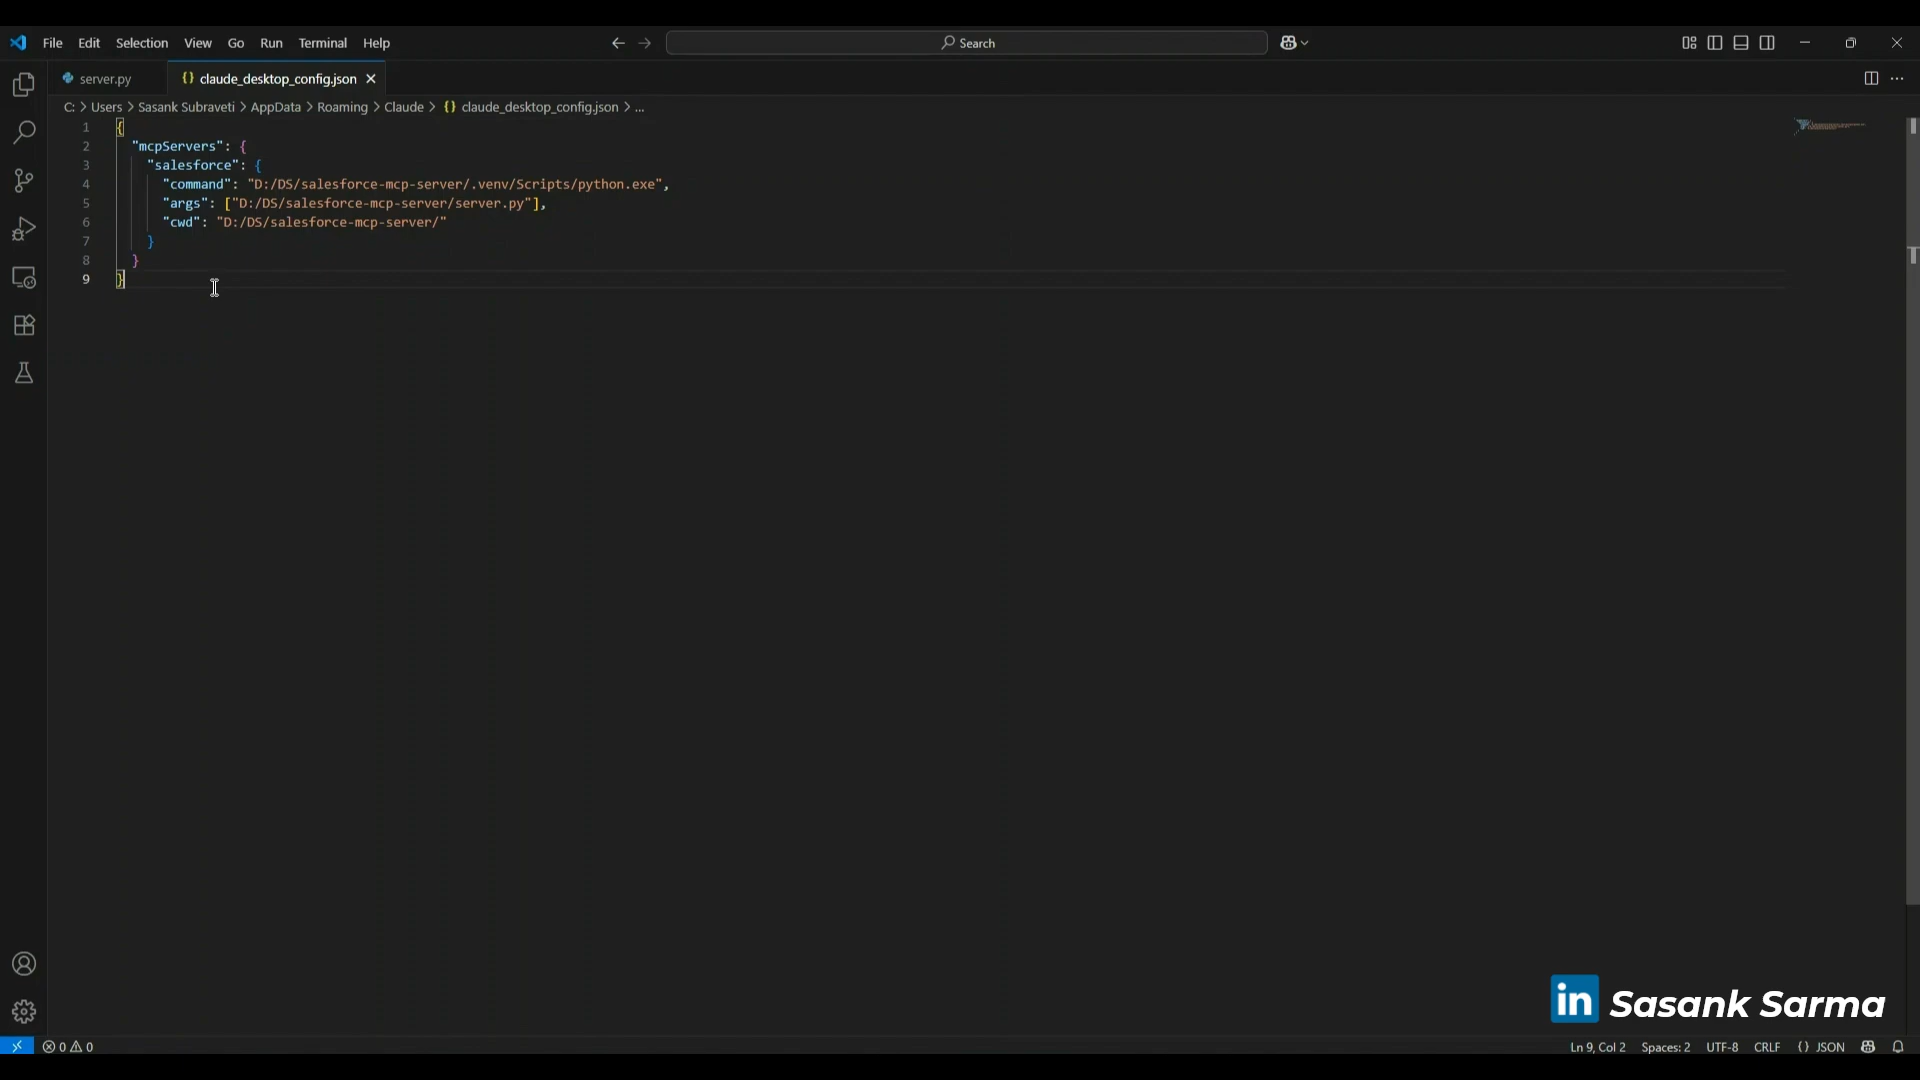 File Edit Selection View Go Run Terminal Help
Search
server.py
{} claude_desktop_config.json
C: > Users > Sasank Subraveti > AppData > Roaming > Claude > {} claude_desktop_config.json > ...
1 {
2 "mcpServers": {
3 "salesforce": {
4 "command": "D:/DS/salesforce-mcp-server/.venv/Scripts/python.exe",
5 "args": ["D:/DS/salesforce-mcp-server/server.py"],
6 "cwd": "D:/DS/salesforce-mcp-server/"
7 }
8 }
9 }
in Sasank Sarma
0 0
Ln 9, Col 2 Spaces: 2 UTF-8 CRLF {} JSON